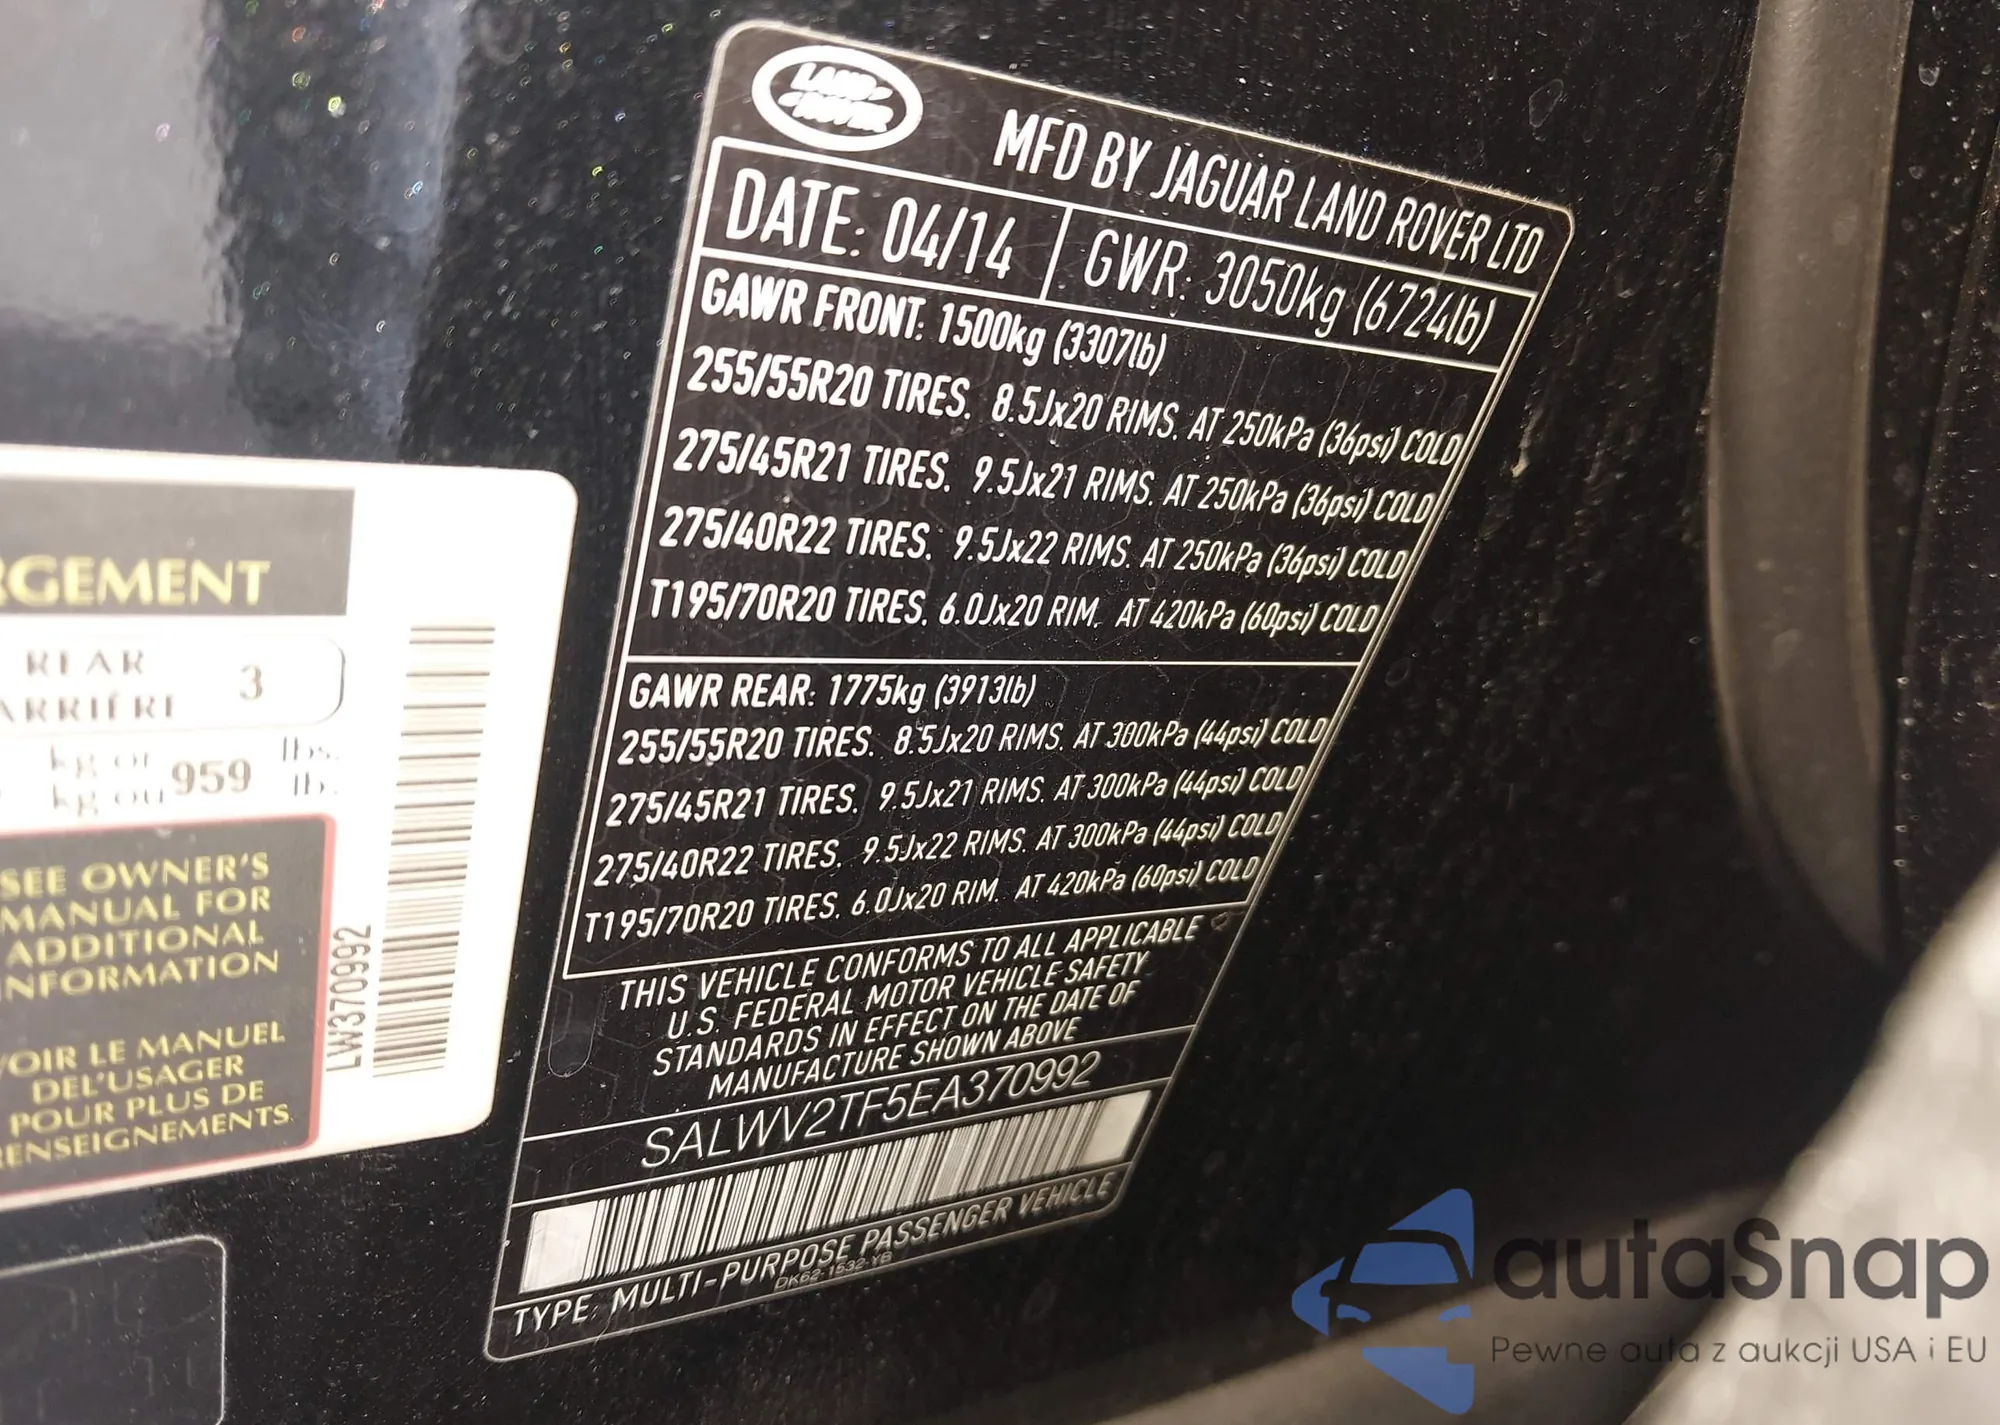 LAND-
ROVER
MFD BY JAGUAR LAND ROVER LTD
DATE: 04/14
GWR: 3050kg (6724lb)
GAWR FRONT: 1500kg (3307lb)
255/55R20 TIRES. 8.5Jx20 RIMS. AT 250kPa (36psi) COLD
275/45R21 TIRES. 9.5Jx21 RIMS. AT 250kPa (36psi) COLD
275/40R22 TIRES. 9.5Jx22 RIMS. AT 250kPa (36psi) COLD
T195/70R20 TIRES. 6.0Jx20 RIM. AT 420kPa (60psi) COLD
GAWR REAR: 1775kg (3913lb)
255/55R20 TIRES. 8.5Jx20 RIMS. AT 300kPa (44psi) COLD
275/45R21 TIRES. 9.5Jx21 RIMS. AT 300kPa (44psi) COLD
275/40R22 TIRES. 9.5Jx22 RIMS. AT 300kPa (44psi) COLD
T195/70R20 TIRES. 6.0Jx20 RIM. AT 420kPa (60psi) COLD
THIS VEHICLE CONFORMS TO ALL APPLICABLE
U.S. FEDERAL MOTOR VEHICLE SAFETY
STANDARDS IN EFFECT ON THE DATE OF
MANUFACTURE SHOWN ABOVE
SALWV2TF5EA370992
TYPE: MULTI-PURPOSE PASSENGER VEHICLE
DK62-1532-YB
RGEMENT
REAR
ARRIÉRE 3
kg or 959 lbs.
kg ou lb.
SEE OWNER'S
MANUAL FOR
ADDITIONAL
INFORMATION
VOIR LE MANUEL
DEL'USAGER
POUR PLUS DE
RENSEIGNEMENTS.
LW370992
autaSnap
Pewne auta z aukcji USA i EU